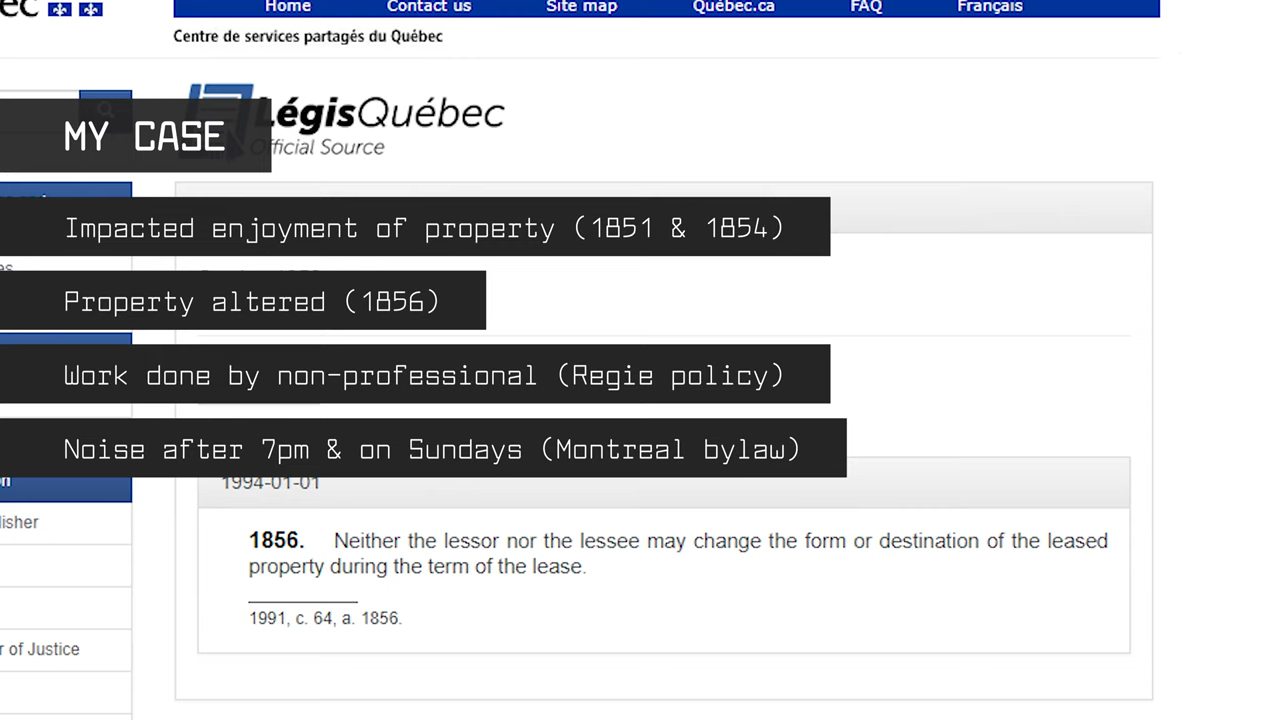 Home Contact us Site map Québec.ca FAQ Français
Centre de services partagés du Québec
LégisQuébec
Official Source
MY CASE
Impacted enjoyment of property (1851 & 1854)
Property altered (1856)
Work done by non-professional (Regie policy)
Noise after 7pm & on Sundays (Montreal bylaw)
1994-01-01
lisher
1856. Neither the lessor nor the lessee may change the form or destination of the leased
property during the term of the lease.
1991, c. 64, a. 1856.
r of Justice